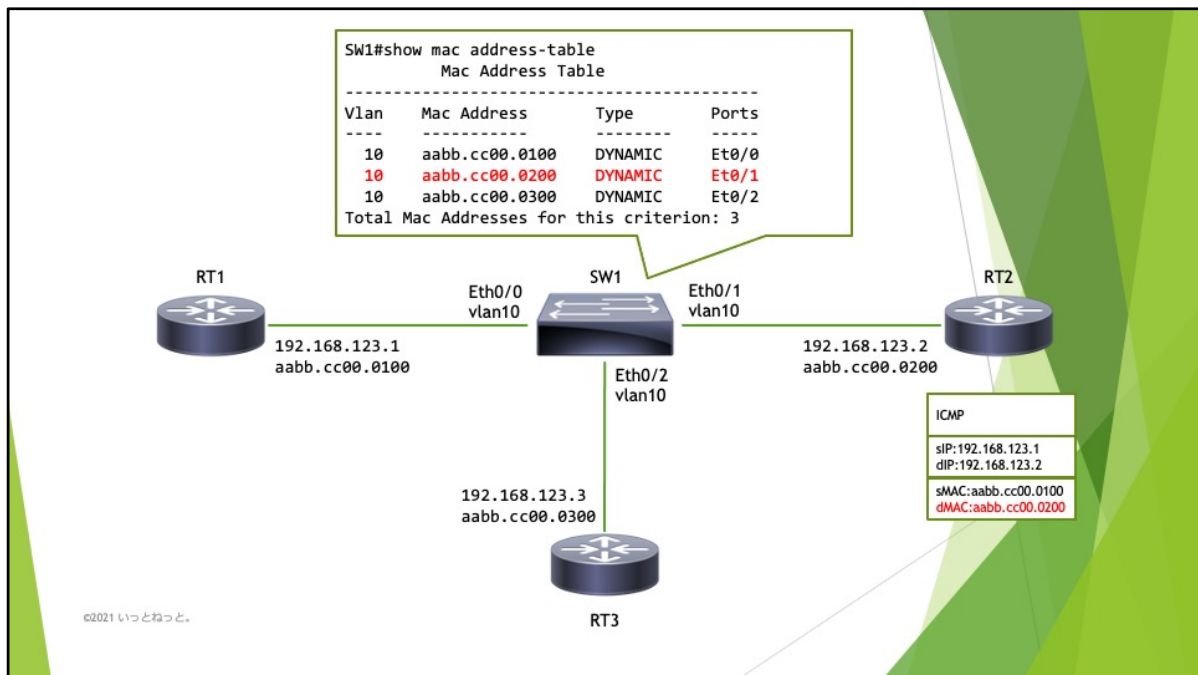 SW1#show mac address-table
Mac Address Table
-------------------------------------------
Vlan    Mac Address       Type        Ports
----    -----------       --------    -----
10    aabb.cc00.0100    DYNAMIC     Et0/0
10    aabb.cc00.0200    DYNAMIC     Et0/1
10    aabb.cc00.0300    DYNAMIC     Et0/2
Total Mac Addresses for this criterion: 3
RT1
Eth0/0
vlan10
SW1
Eth0/1
vlan10
RT2
192.168.123.1
aabb.cc00.0100
192.168.123.2
aabb.cc00.0200
Eth0/2
vlan10
ICMP
sIP:192.168.123.1
dIP:192.168.123.2
sMAC:aabb.cc00.0100
dMAC:aabb.cc00.0200
192.168.123.3
aabb.cc00.0300
RT3
©2021 いっとねっと。